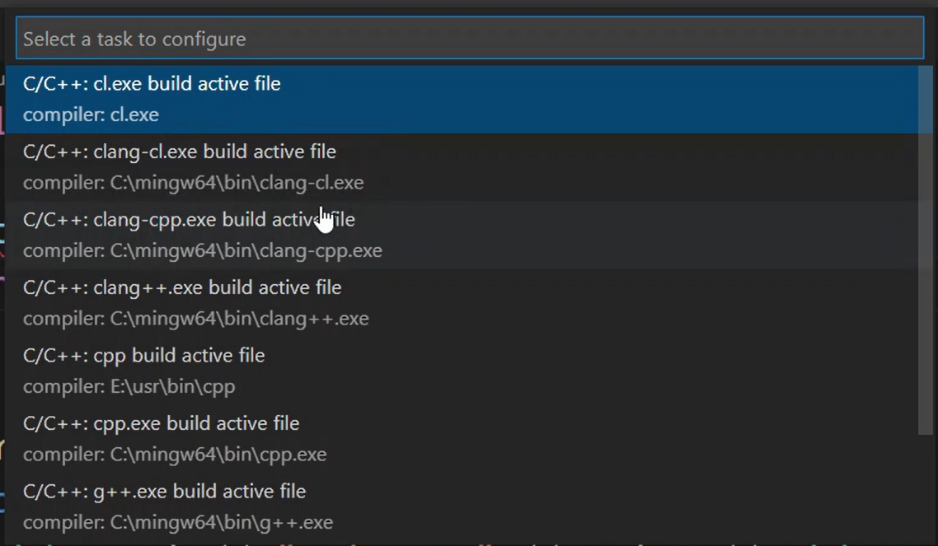 Select a task to configure
C/C++: cl.exe build active file
compiler: cl.exe
C/C++: clang-cl.exe build active file
compiler: C:\mingw64\bin\clang-cl.exe
C/C++: clang-cpp.exe build active file
compiler: C:\mingw64\bin\clang-cpp.exe
C/C++: clang++.exe build active file
compiler: C:\mingw64\bin\clang++.exe
C/C++: cpp build active file
compiler: E:\usr\bin\cpp
C/C++: cpp.exe build active file
compiler: C:\mingw64\bin\cpp.exe
C/C++: g++.exe build active file
compiler: C:\mingw64\bin\g++.exe